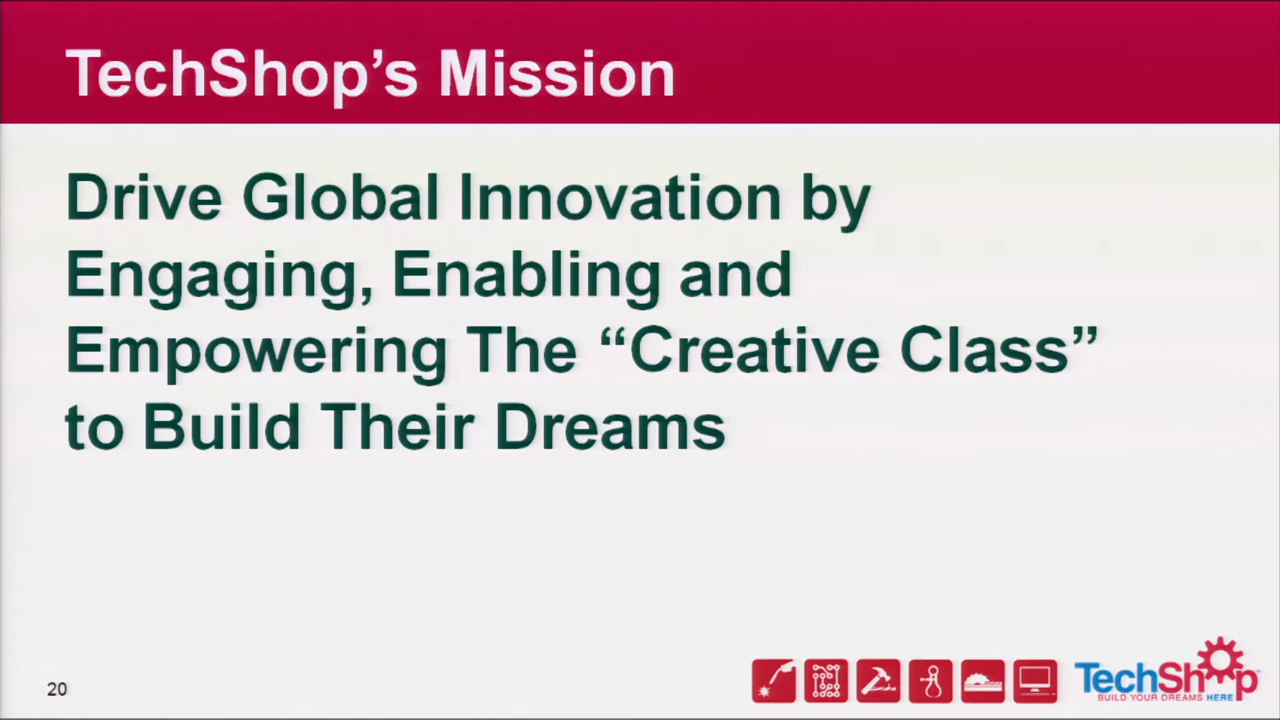 TechShop’s Mission
Drive Global Innovation by
Engaging, Enabling and
Empowering The “Creative Class”
to Build Their Dreams
20
TechShop
BUILD YOUR DREAMS HERE